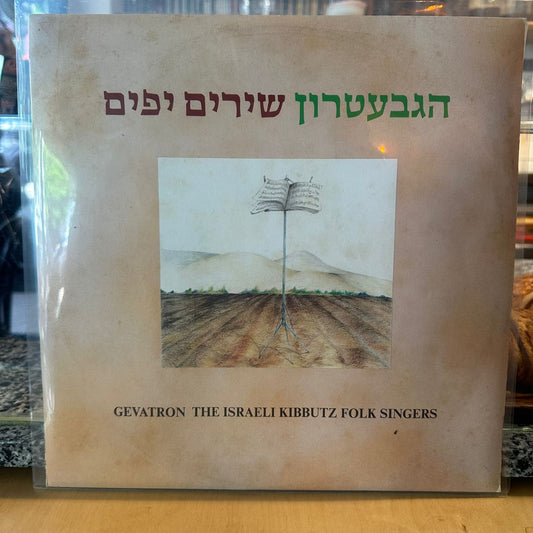 הגבעטרון שירים יפים
GEVATRON THE ISRAELI KIBBUTZ FOLK SINGERS